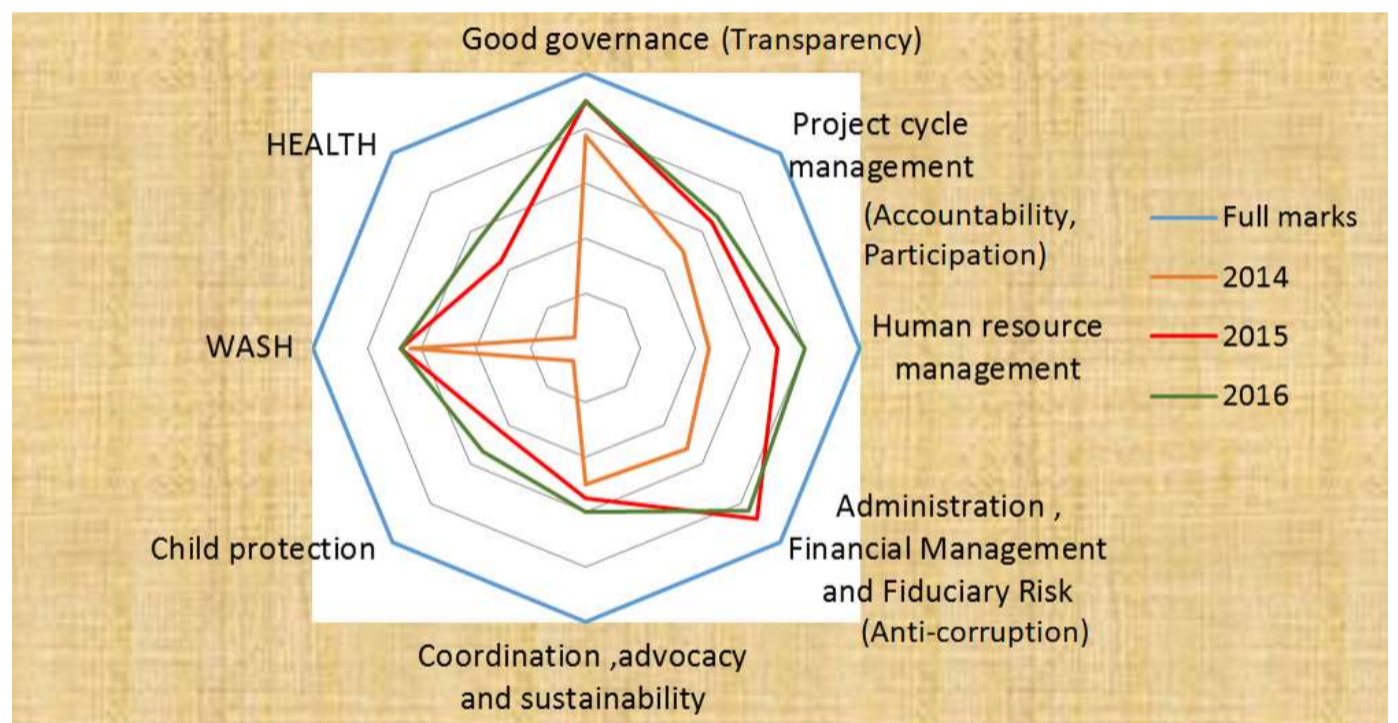 Good governance (Transparency)
HEALTH
Project cycle
management
(Accountability,
Participation)
WASH
Human resource
management
Child protection
Administration ,
Financial Management
and Fiduciary Risk
(Anti-corruption)
Coordination ,advocacy
and sustainability
Full marks
2014
2015
2016